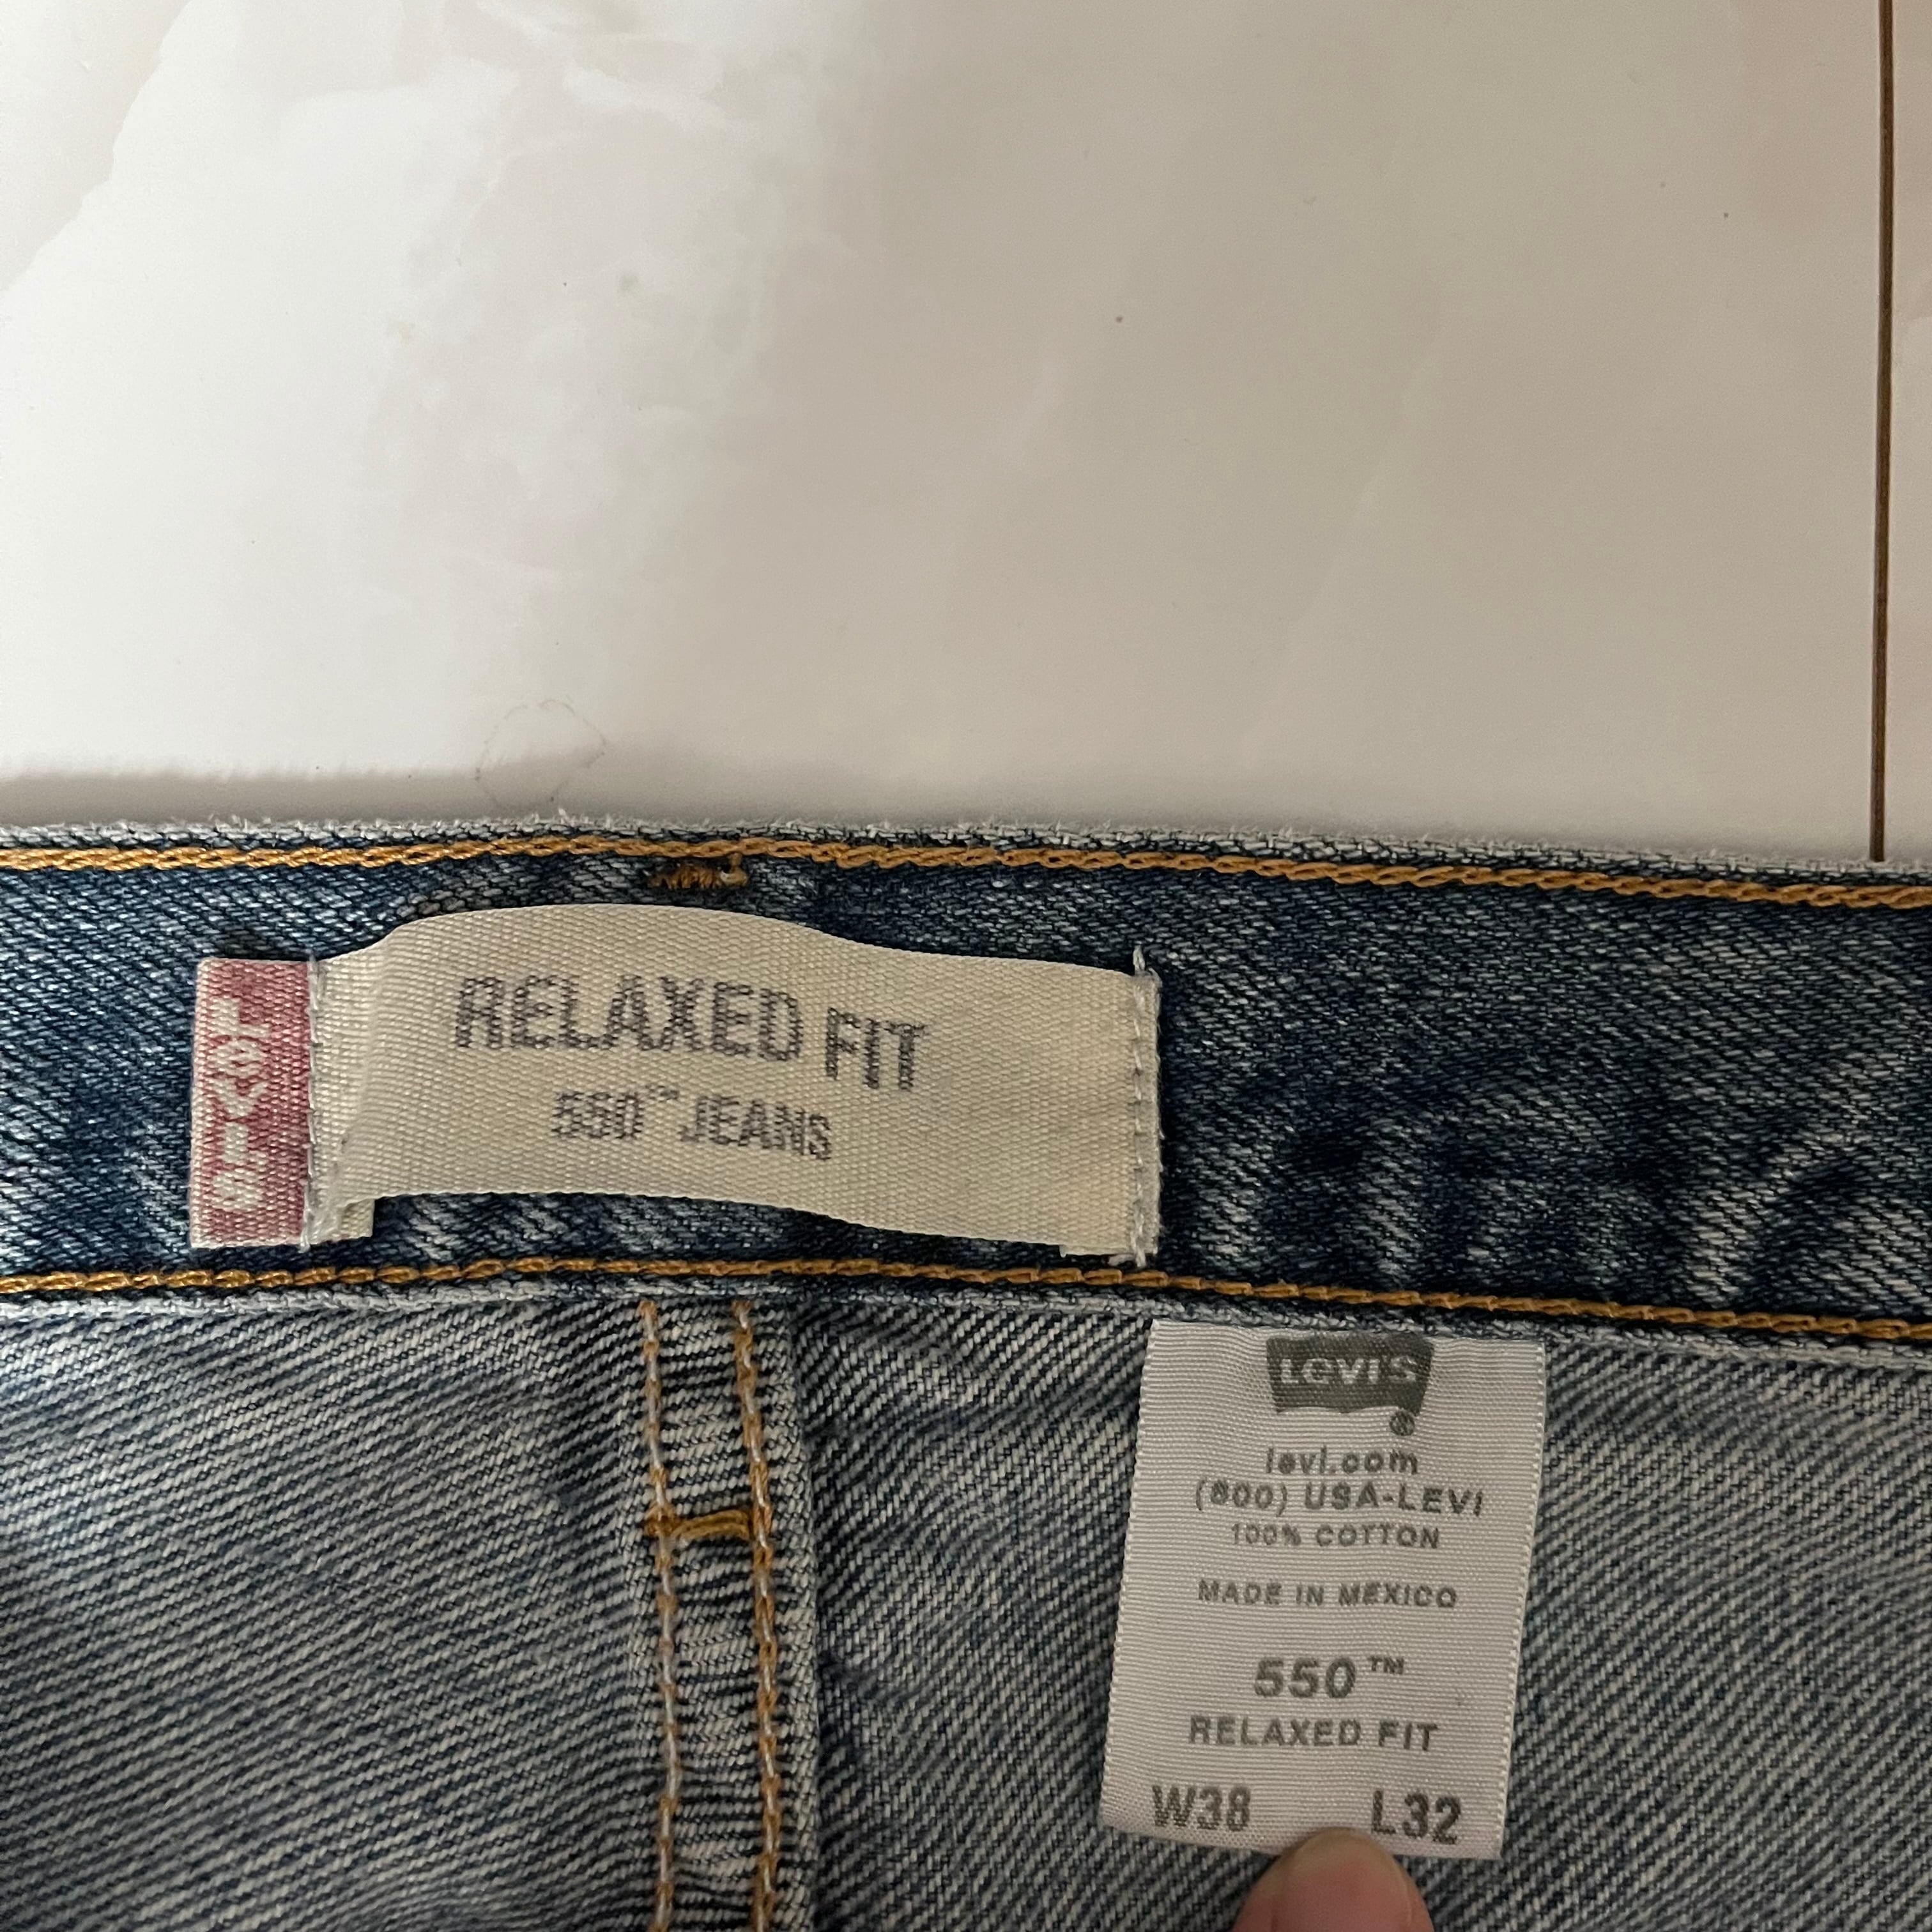 Levi's
RELAXED FIT
550™ JEANS
LEVI'S
®
levi.com
(800) USA-LEVI
100% COTTON
MADE IN MEXICO
550™
RELAXED FIT
W38 L32